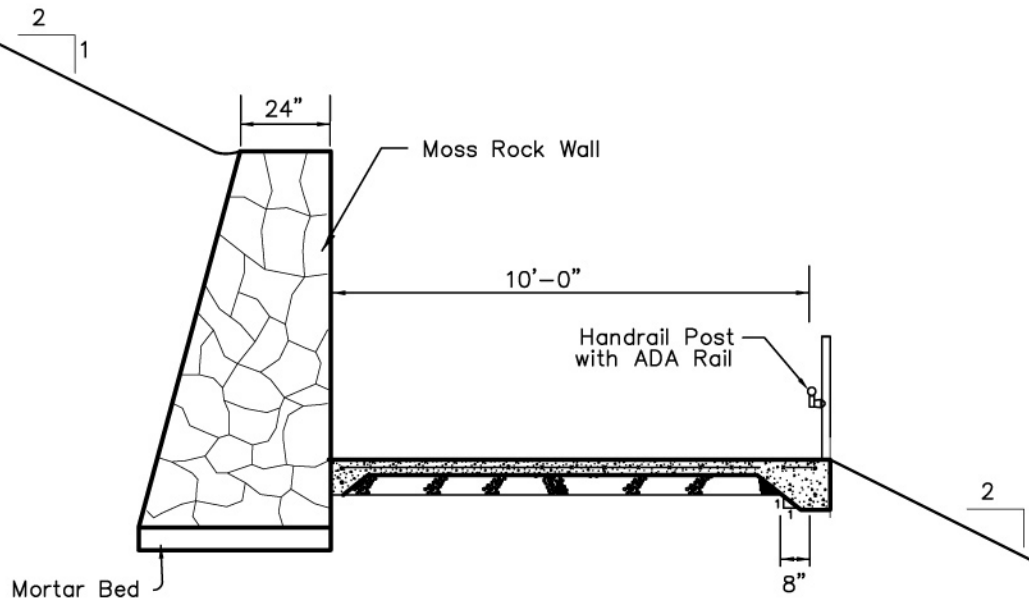 2
1
24”
Moss Rock Wall
10’-0”
Handrail Post
with ADA Rail
2
1
1
1
8”
Mortar Bed